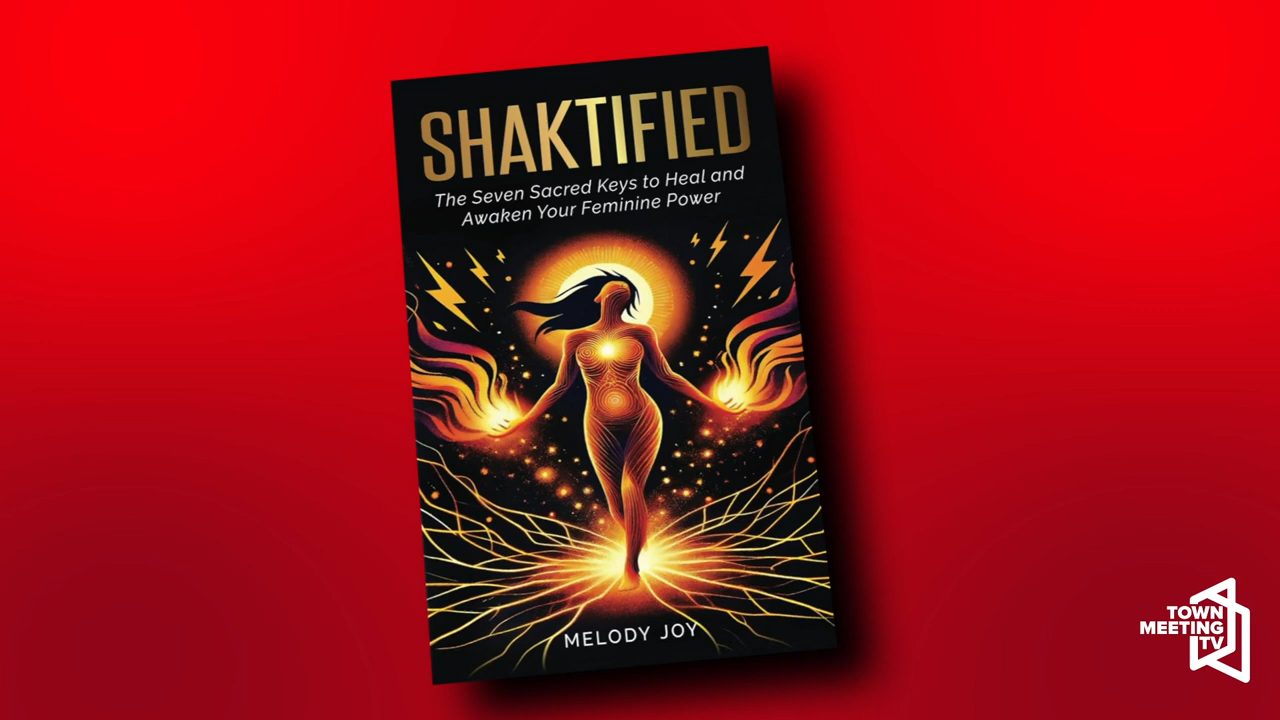 SHAKTIFIED
The Seven Sacred Keys to Heal and
Awaken Your Feminine Power
MELODY JOY
TOWN
MEETING
TV